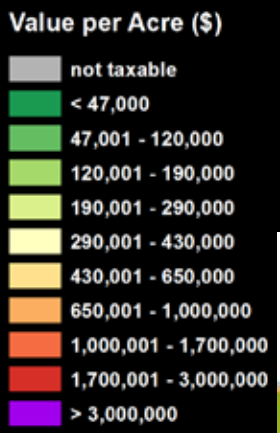 Value per Acre ($)
not taxable
< 47,000
47,001 - 120,000
120,001 - 190,000
190,001 - 290,000
290,001 - 430,000
430,001 - 650,000
650,001 - 1,000,000
1,000,001 - 1,700,000
1,700,001 - 3,000,000
> 3,000,000